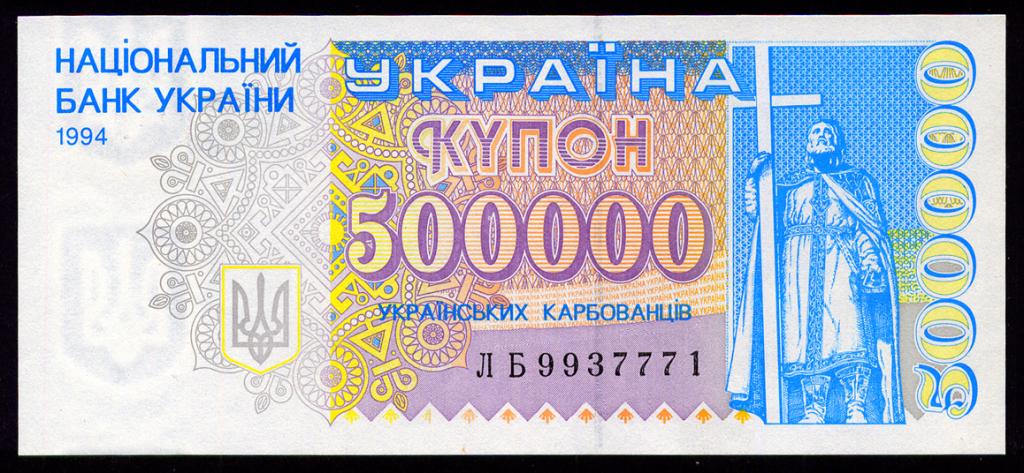 НАЦІОНАЛЬНИЙ
БАНК УКРАЇНИ
1994
УКРАЇНА
КУПОН
500000
УКРАЇНСЬКИХ КАРБОВАНЦІВ
ЛБ9937771
500000